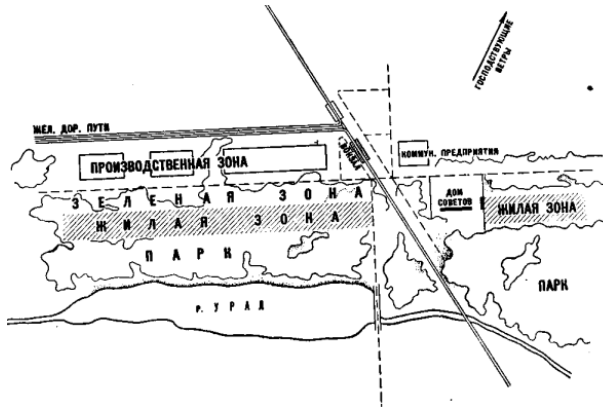 ГОСПОДСТВУЮЩИЕ
ВЕТРЫ
ЖЕЛ. ДОР. ПУТИ
ВОКЗАЛ
КОММУН. ПРЕДПРИЯТИЯ
ПРОИЗВОДСТВЕННАЯ ЗОНА
ЗЕЛЕНАЯ ЗОНА
ДОМ
СОВЕТОВ
ЖИЛАЯ ЗОНА
ЖИЛАЯ ЗОНА
ПАРК
ПАРК
р. УРАЛ